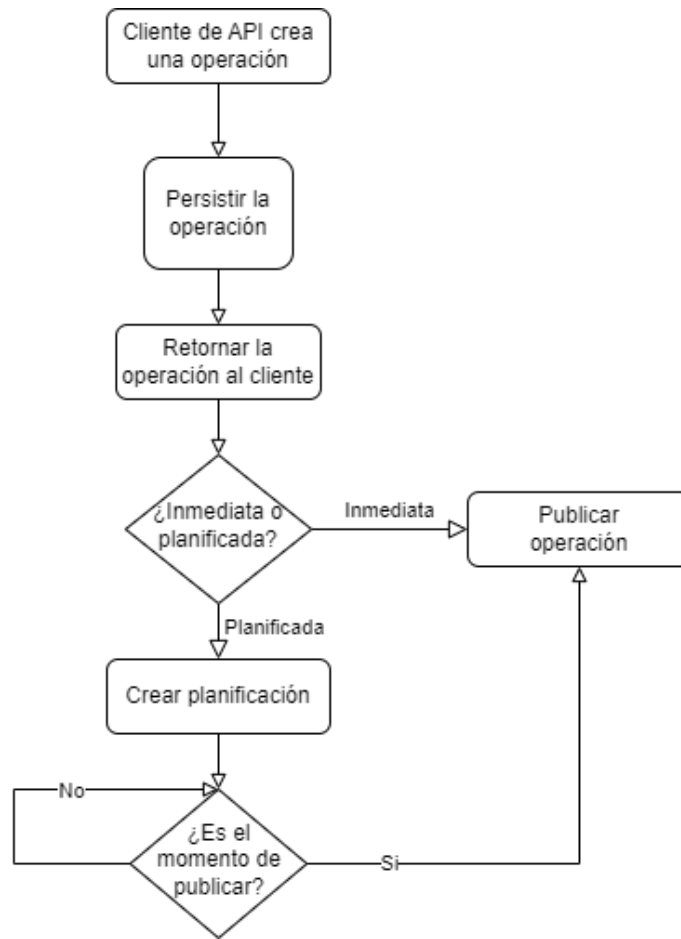 Cliente de API crea
una operación
Persistir la
operación
Retornar la
operación al cliente
¿Inmediata o
planificada?
Inmediata
Publicar
operación
Planificada
Crear planificación
No
¿Es el
momento de
publicar?
Si